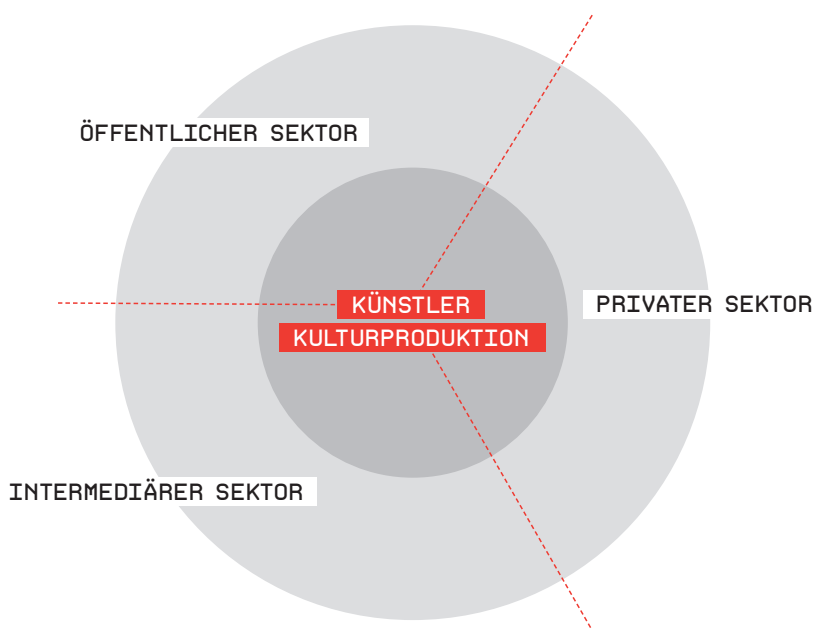 ÖFFENTLICHER SEKTOR
KÜNSTLER
KULTURPRODUKTION
PRIVATER SEKTOR
INTERMEDIÄRER SEKTOR